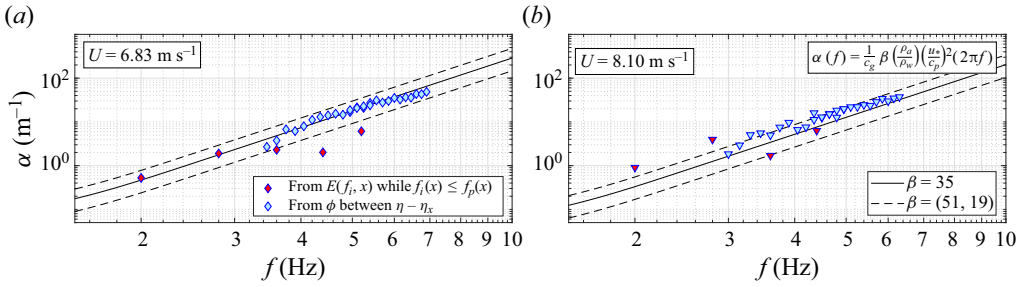 (a)
U = 6.83 m s⁻¹
10²
10⁰
α (m⁻¹)
From E(fᵢ, x) while fᵢ(x) ≤ fₚ(x)
From ϕ between η − ηₓ
2 3 4 5 6 7 8 9 10
f (Hz)
(b)
U = 8.10 m s⁻¹
α (f) = 1/c_g β (ρ_a/ρ_w) (u_*/c_p)² (2πf)
10²
10⁰
β = 35
β = (51, 19)
2 3 4 5 6 7 8 9 10
f (Hz)